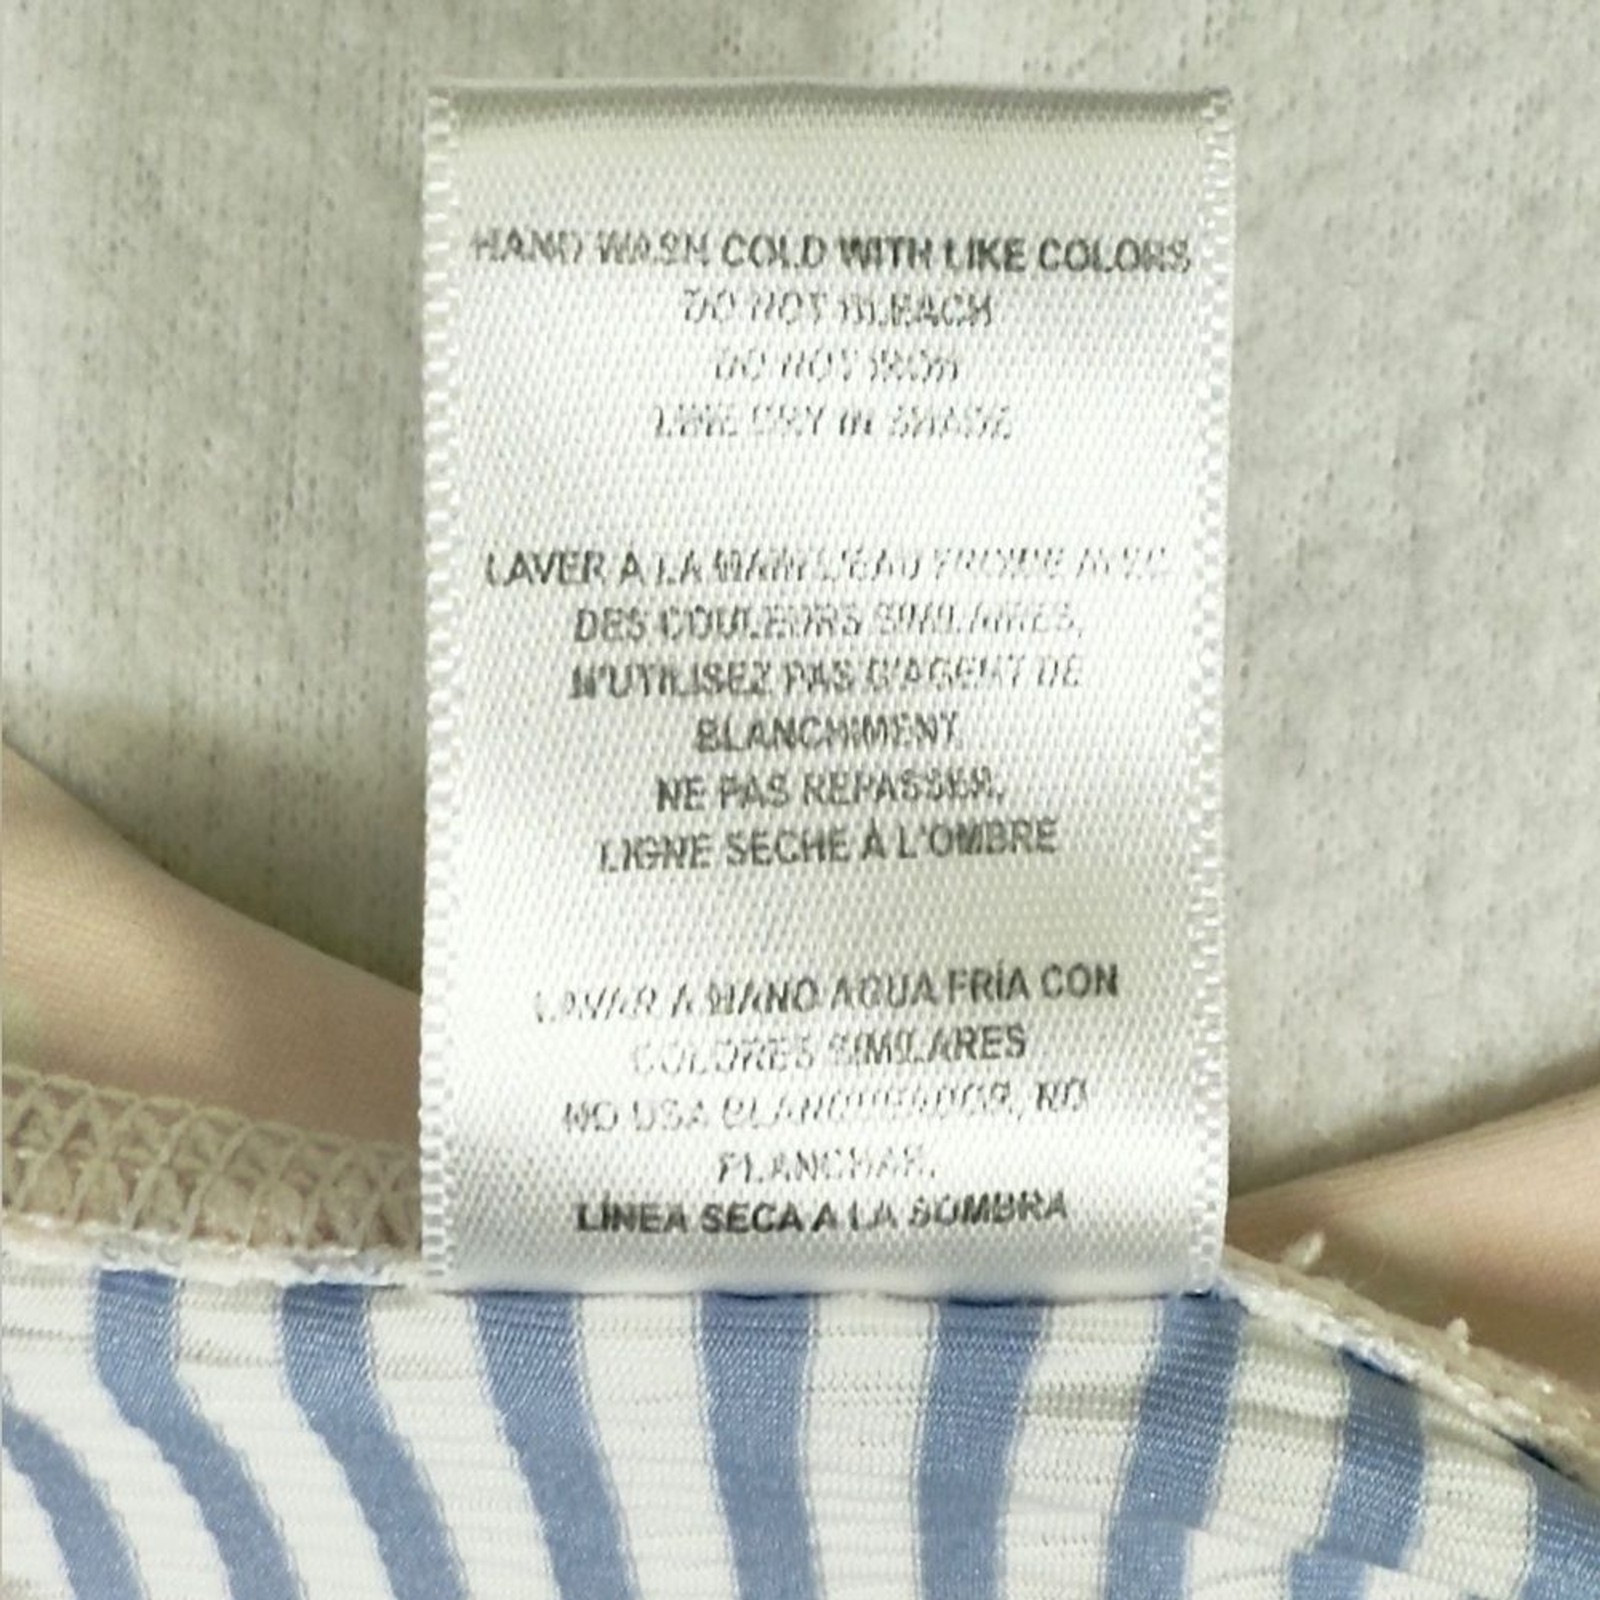 HAND WASH COLD WITH LIKE COLORS
DO NOT BLEACH
DO NOT IRON
LINE DRY IN SHADE
LAVER À LA MAIN L'EAU FROIDE AVEC
DES COULEURS SIMILAIRES,
N'UTILISEZ PAS D'AGENT DE
BLANCHIMENT
NE PAS REPASSER,
LIGNE SECHE À L'OMBRE
LAVAR A MANO AGUA FRÍA CON
COLORES SIMILARES
NO USA BLANQUEADOR, NO
PLANCHAR,
LÍNEA SECA A LA SOMBRA